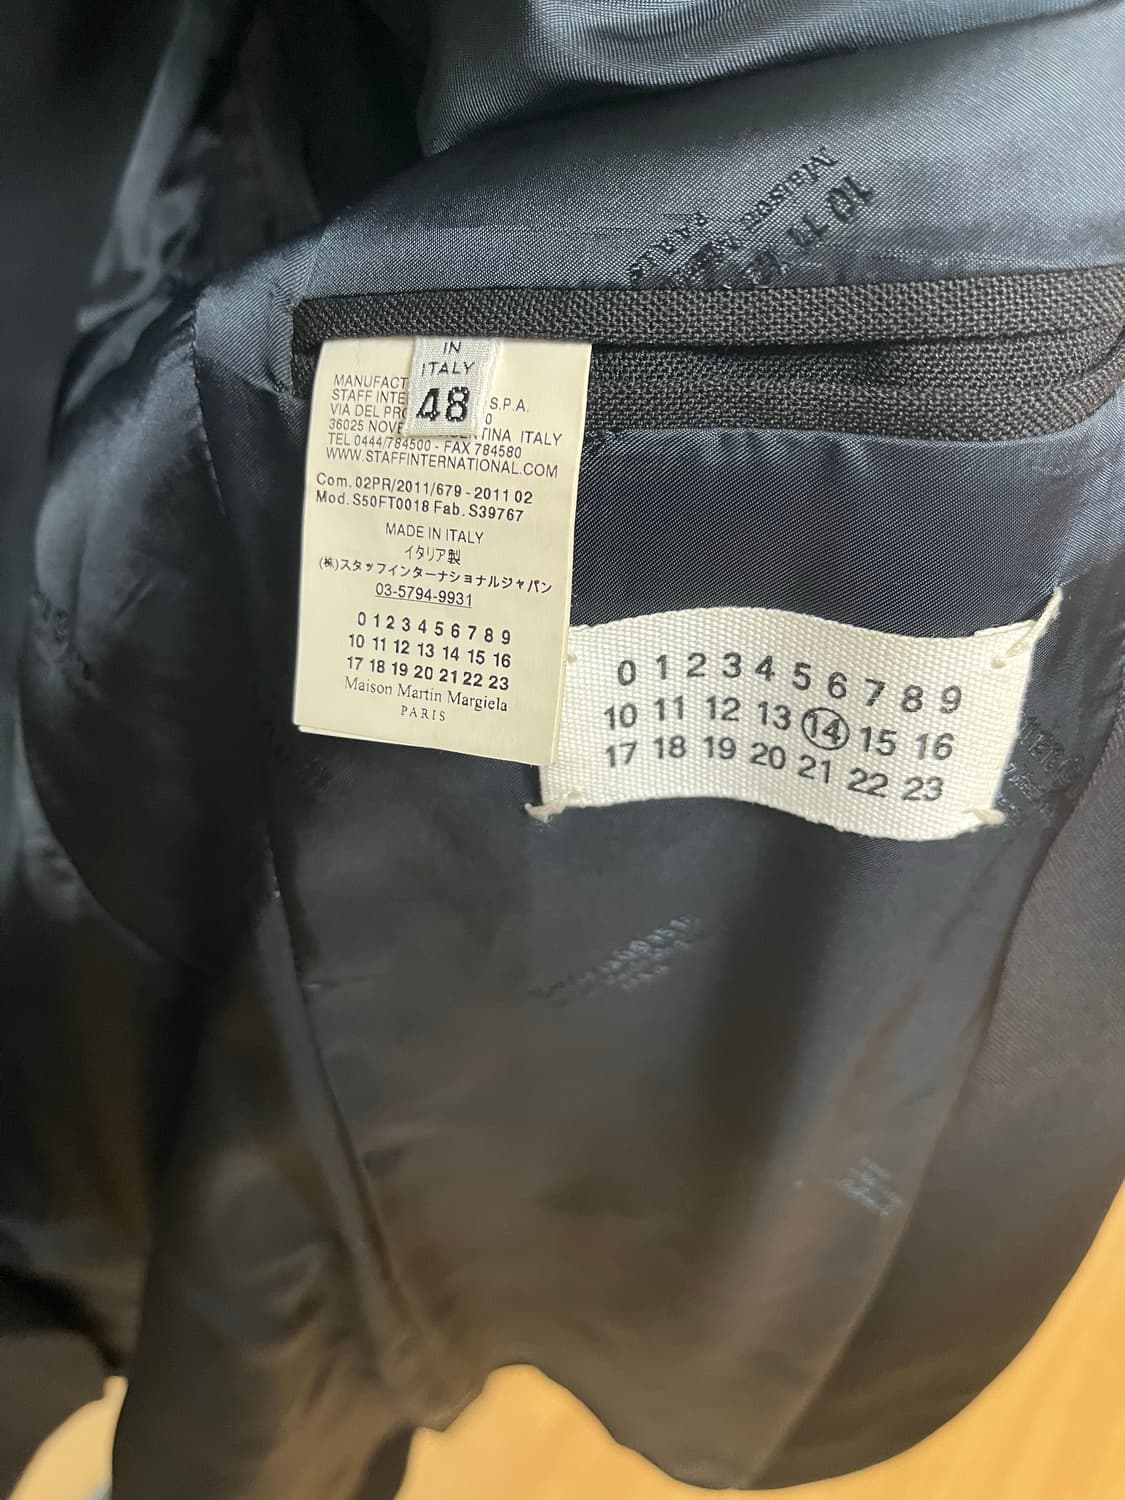 10 11
Maison
IN
ITALY
48
MANUFACT
STAFF INTE S.P.A.
VIA DEL PRO 0
36025 NOVE ENTINA ITALY
TEL 0444/784500 - FAX 784580
WWW.STAFFINTERNATIONAL.COM
Com. 02PR/2011/679 - 2011 02
Mod. S50FT0018 Fab. S39767
MADE IN ITALY
イタリア製
(株)スタッフインターナショナルジャパン
03-5794-9931
0 1 2 3 4 5 6 7 8 9
10 11 12 13 14 15 16
17 18 19 20 21 22 23
Maison Martin Margiela
PARIS
0 1 2 3 4 5 6 7 8 9
10 11 12 13 14 15 16
17 18 19 20 21 22 23